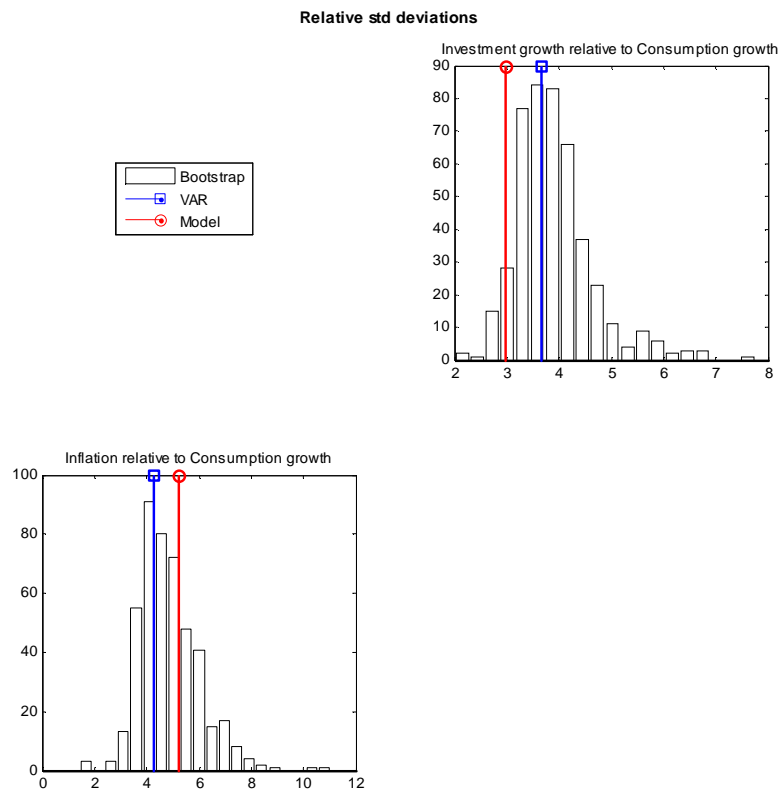 Relative std deviations
Investment growth relative to Consumption growth
90
80
70
60
50
40
30
20
10
0
2 3 4 5 6 7 8
Bootstrap
VAR
Model
Inflation relative to Consumption growth
100
80
60
40
20
0
0 2 4 6 8 10 12